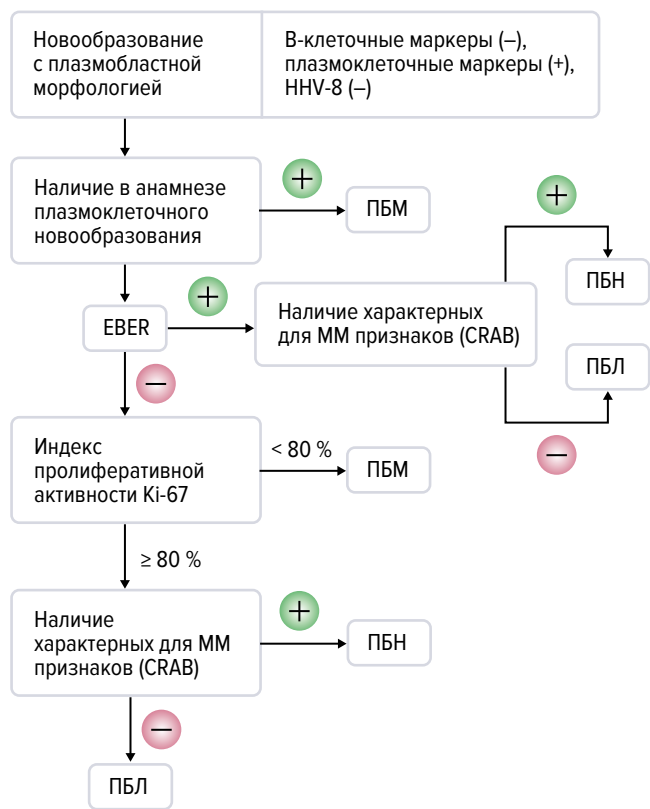 Новообразование
с плазмобластной
морфологией
В-клеточные маркеры (–),
плазмоклеточные маркеры (+),
HHV-8 (–)
Наличие в анамнезе
плазмоклеточного
новообразования
+
ПБМ
EBER
+
Наличие характерных
для ММ признаков (CRAB)
+
ПБН
ПБЛ
–
–
Индекс
пролиферативной
активности Ki-67
< 80 %
ПБМ
≥ 80 %
Наличие
характерных для ММ
признаков (CRAB)
+
ПБН
–
ПБЛ